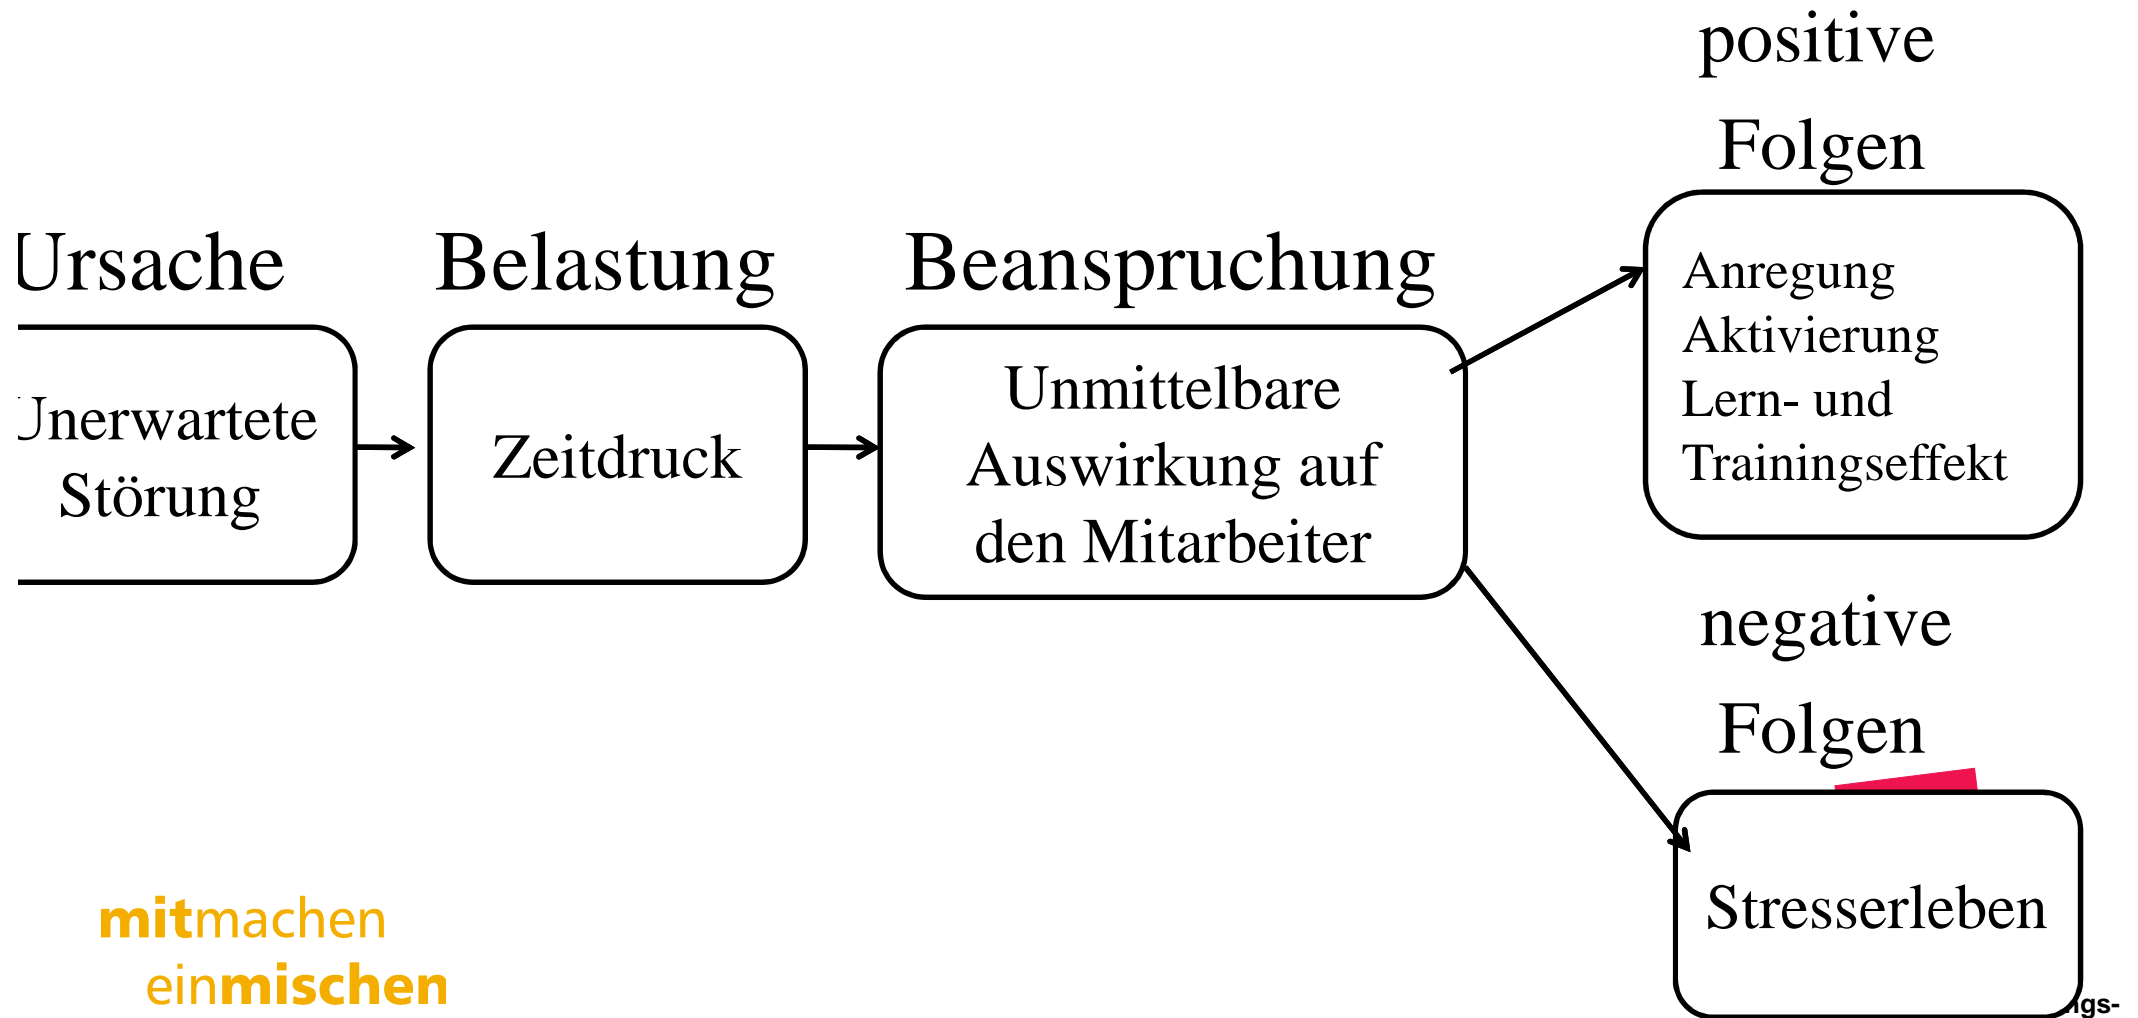 positive
Folgen
Ursache
Belastung
Beanspruchung
Unerwartete
Störung
Zeitdruck
Unmittelbare
Auswirkung auf
den Mitarbeiter
Anregung
Aktivierung
Lern- und
Trainingseffekt
negative
Folgen
Stresserleben
mitmachen
einmischen